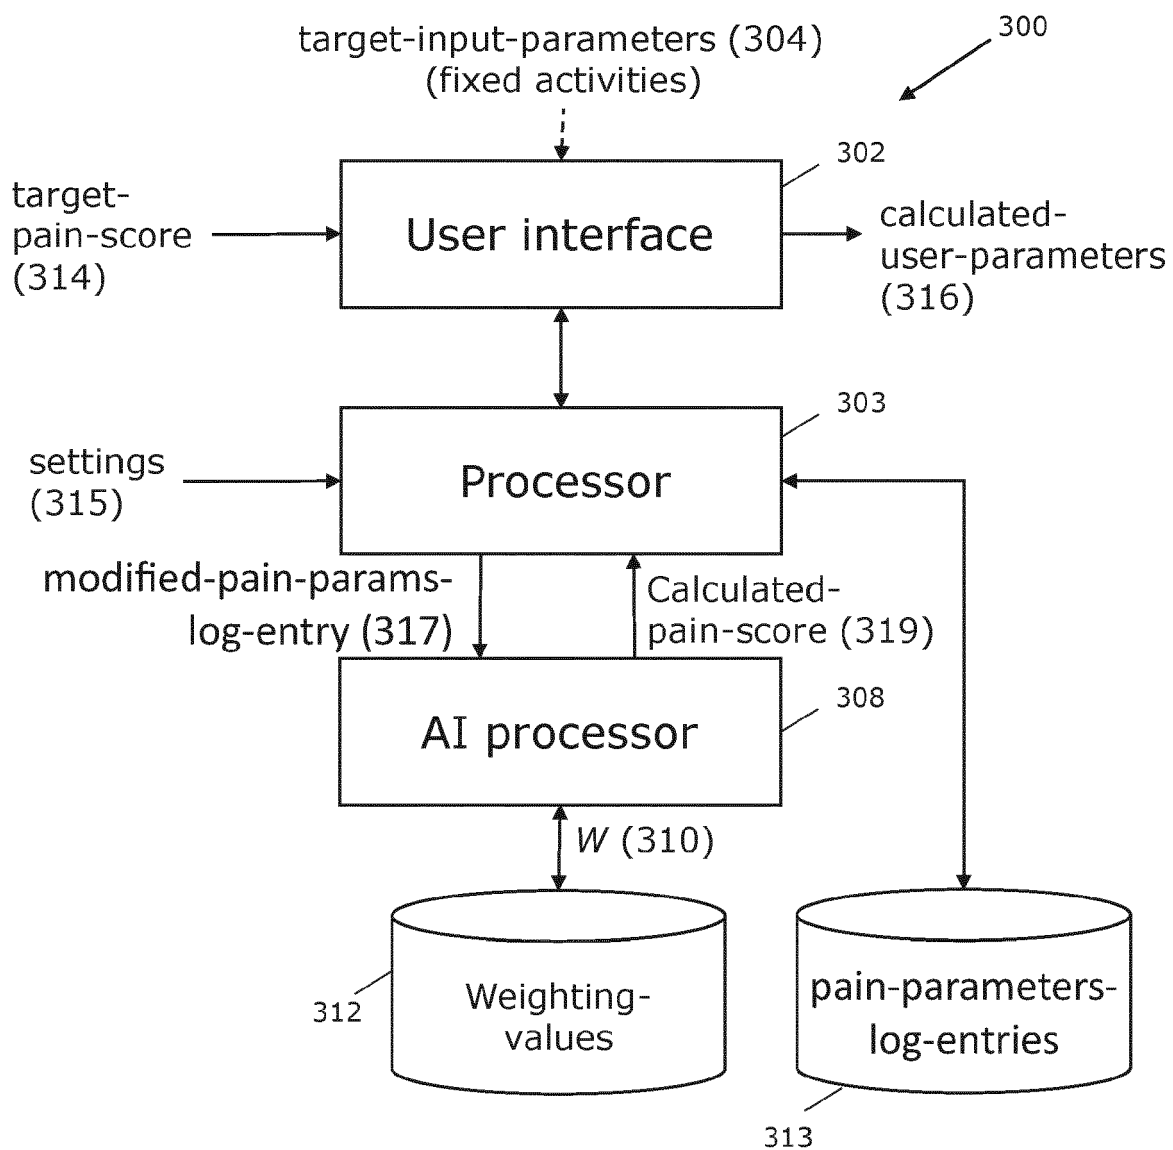 target-input-parameters (304)
(fixed activities)
300
302
target-
pain-score
(314)
User interface
calculated-
user-parameters
(316)
303
settings
(315)
Processor
modified-pain-params-
log-entry (317)
Calculated-
pain-score (319)
308
AI processor
W (310)
312
Weighting-
values
pain-parameters-
log-entries
313